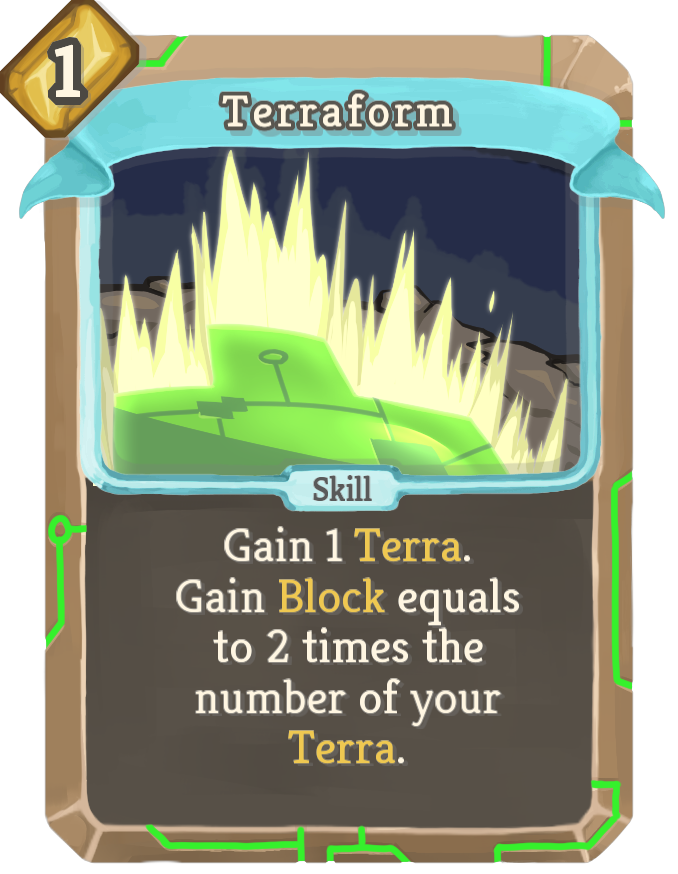 1
Terraform
Skill
Gain 1 Terra.
Gain Block equals
to 2 times the
number of your
Terra.